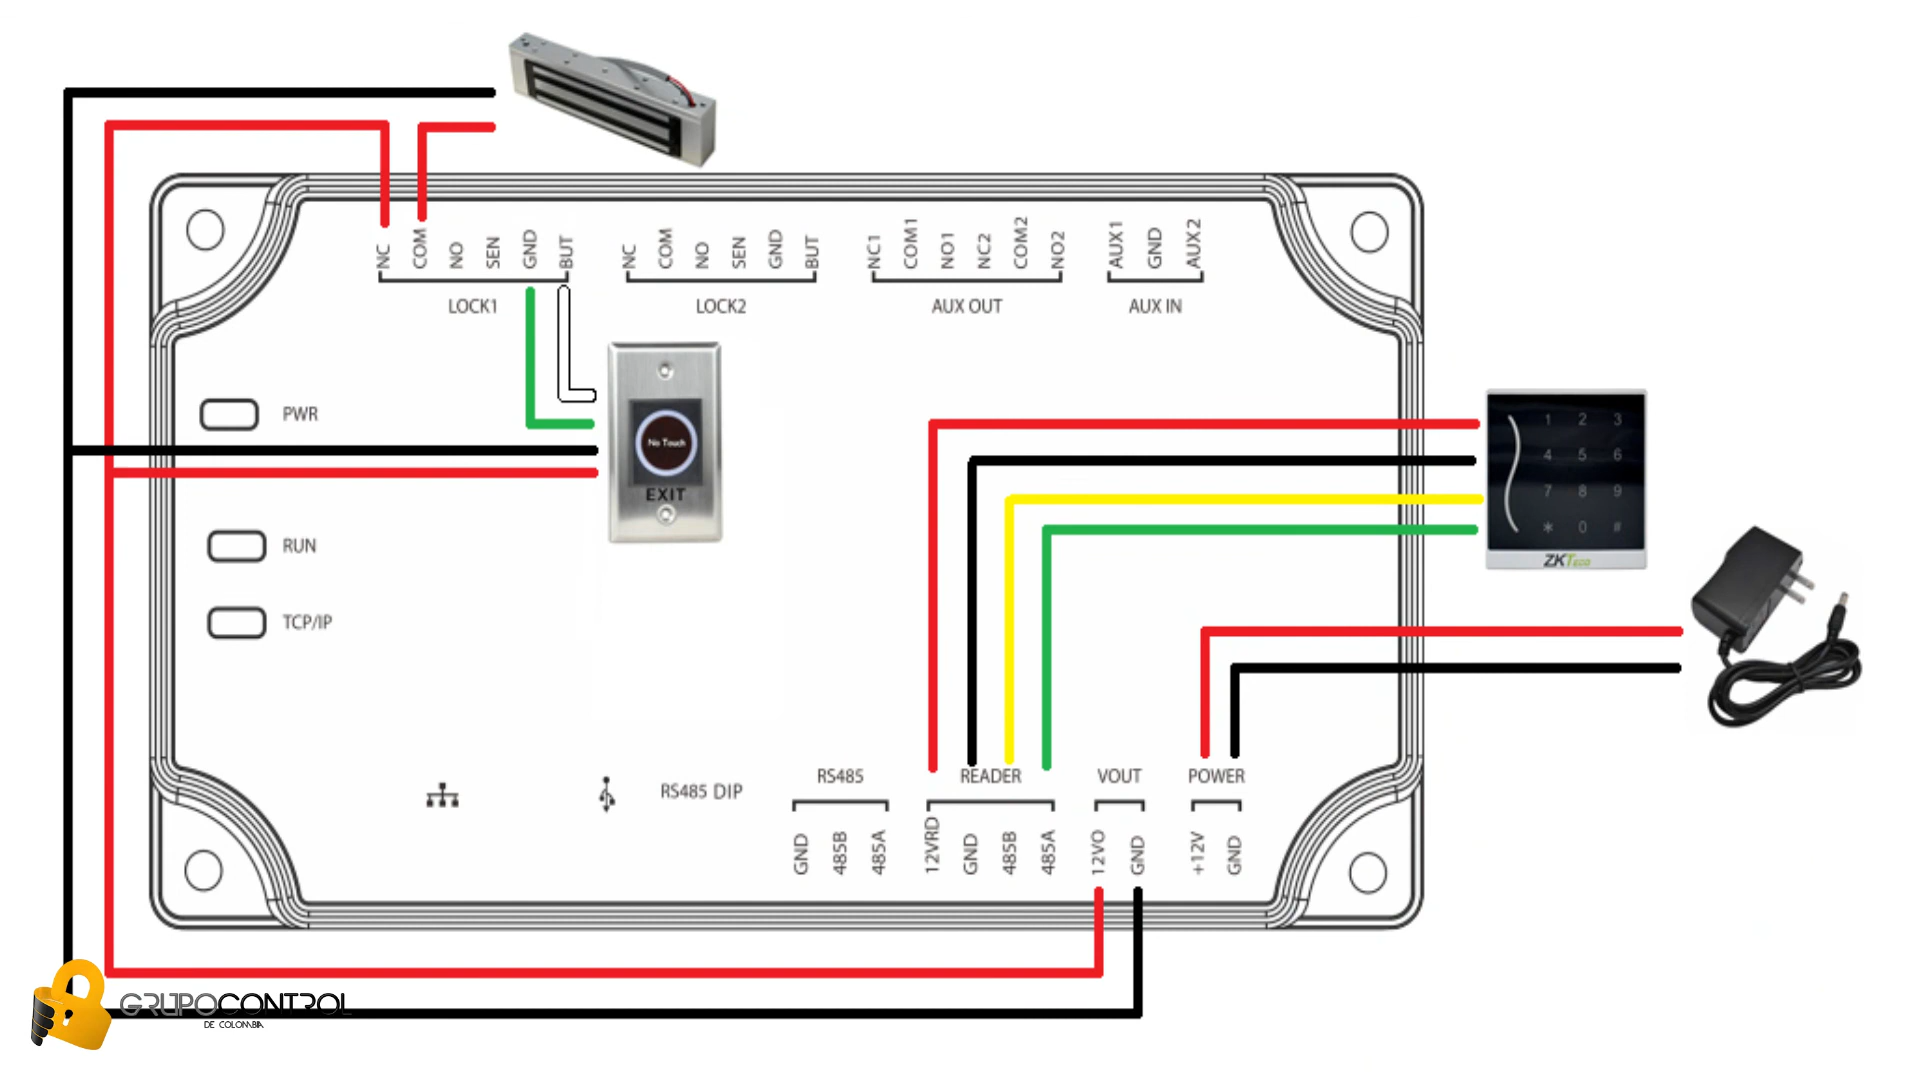 NC COM NO SEN GND BUT
LOCK1
NC COM NO SEN GND BUT
LOCK2
NC1 COM1 NO1 NC2 COM2 NO2
AUX OUT
AUX1 GND AUX2
AUX IN
PWR
RUN
TCP/IP
No Touch
EXIT
1 2 3
4 5 6
7 8 9
* 0 #
ZKTeco
RS485 DIP
RS485
GND 485B 485A
READER
12VRD GND 485B 485A
VOUT
12VO GND
POWER
+12V GND
GRUPOCONTROL
DE COLOMBIA